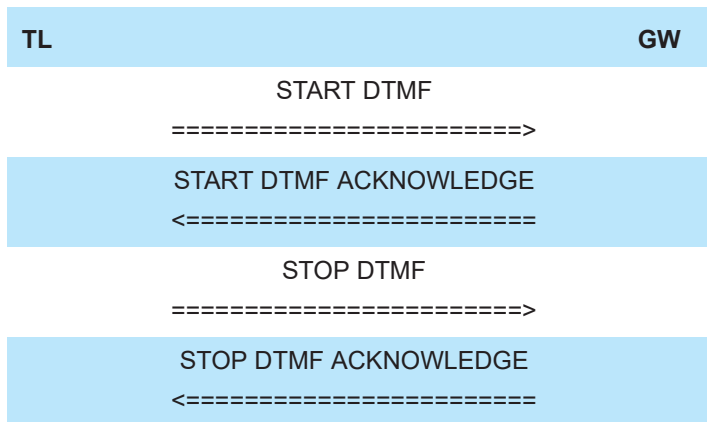 TL GW
START DTMF
========================>
START DTMF ACKNOWLEDGE
<========================
STOP DTMF
========================>
STOP DTMF ACKNOWLEDGE
<========================